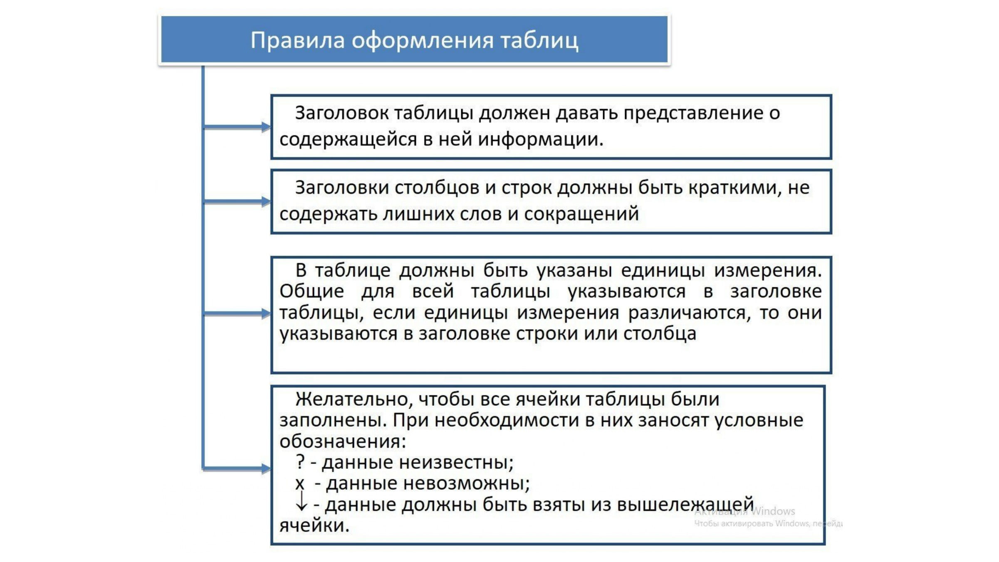 Правила оформления таблиц
Заголовок таблицы должен давать представление о
содержащейся в ней информации.
Заголовки столбцов и строк должны быть краткими, не
содержать лишних слов и сокращений
В таблице должны быть указаны единицы измерения.
Общие для всей таблицы указываются в заголовке
таблицы, если единицы измерения различаются, то они
указываются в заголовке строки или столбца
Желательно, чтобы все ячейки таблицы были
заполнены. При необходимости в них заносят условные
обозначения:
? - данные неизвестны;
х - данные невозможны;
↓ - данные должны быть взяты из вышележащей
ячейки.
Активация Windows
Чтобы активировать Windows,